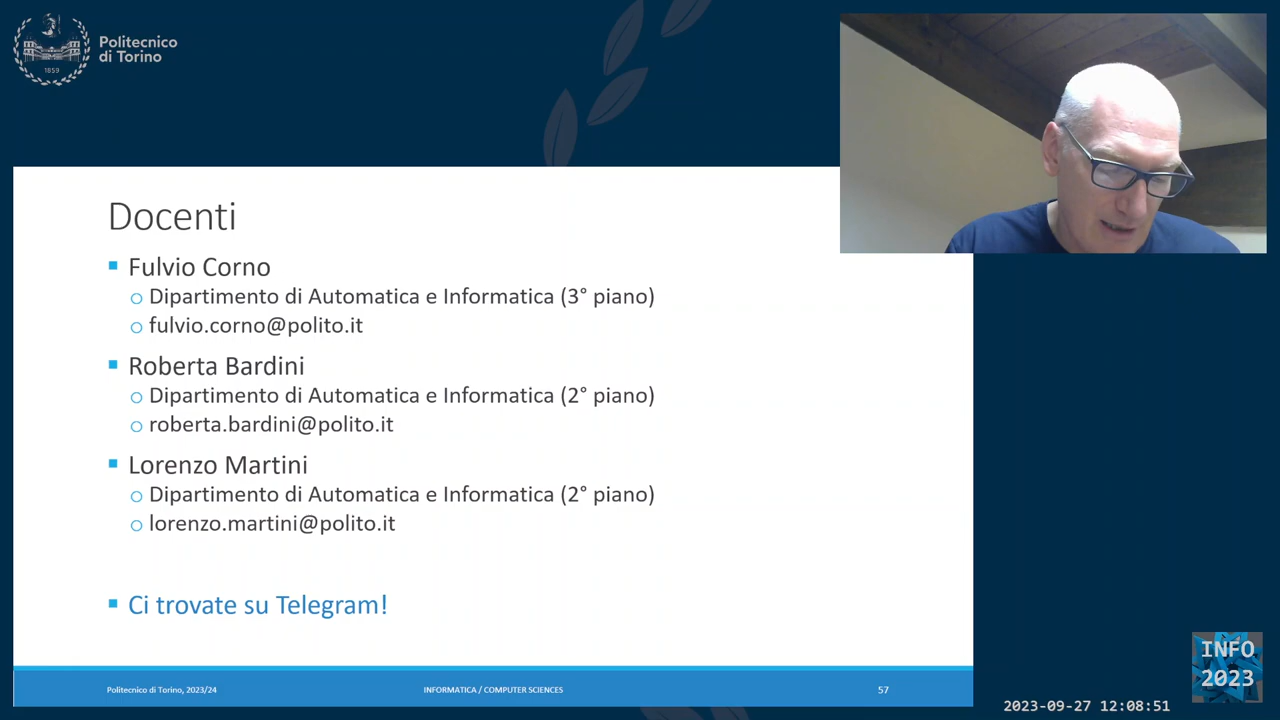 Politecnico
di Torino
1859
Docenti
Fulvio Corno
Dipartimento di Automatica e Informatica (3° piano)
fulvio.corno@polito.it
Roberta Bardini
Dipartimento di Automatica e Informatica (2° piano)
roberta.bardini@polito.it
Lorenzo Martini
Dipartimento di Automatica e Informatica (2° piano)
lorenzo.martini@polito.it
Ci trovate su Telegram!
Politecnico di Torino, 2023/24
INFORMATICA / COMPUTER SCIENCES
57
INFO
2023
2023-09-27 12:08:51